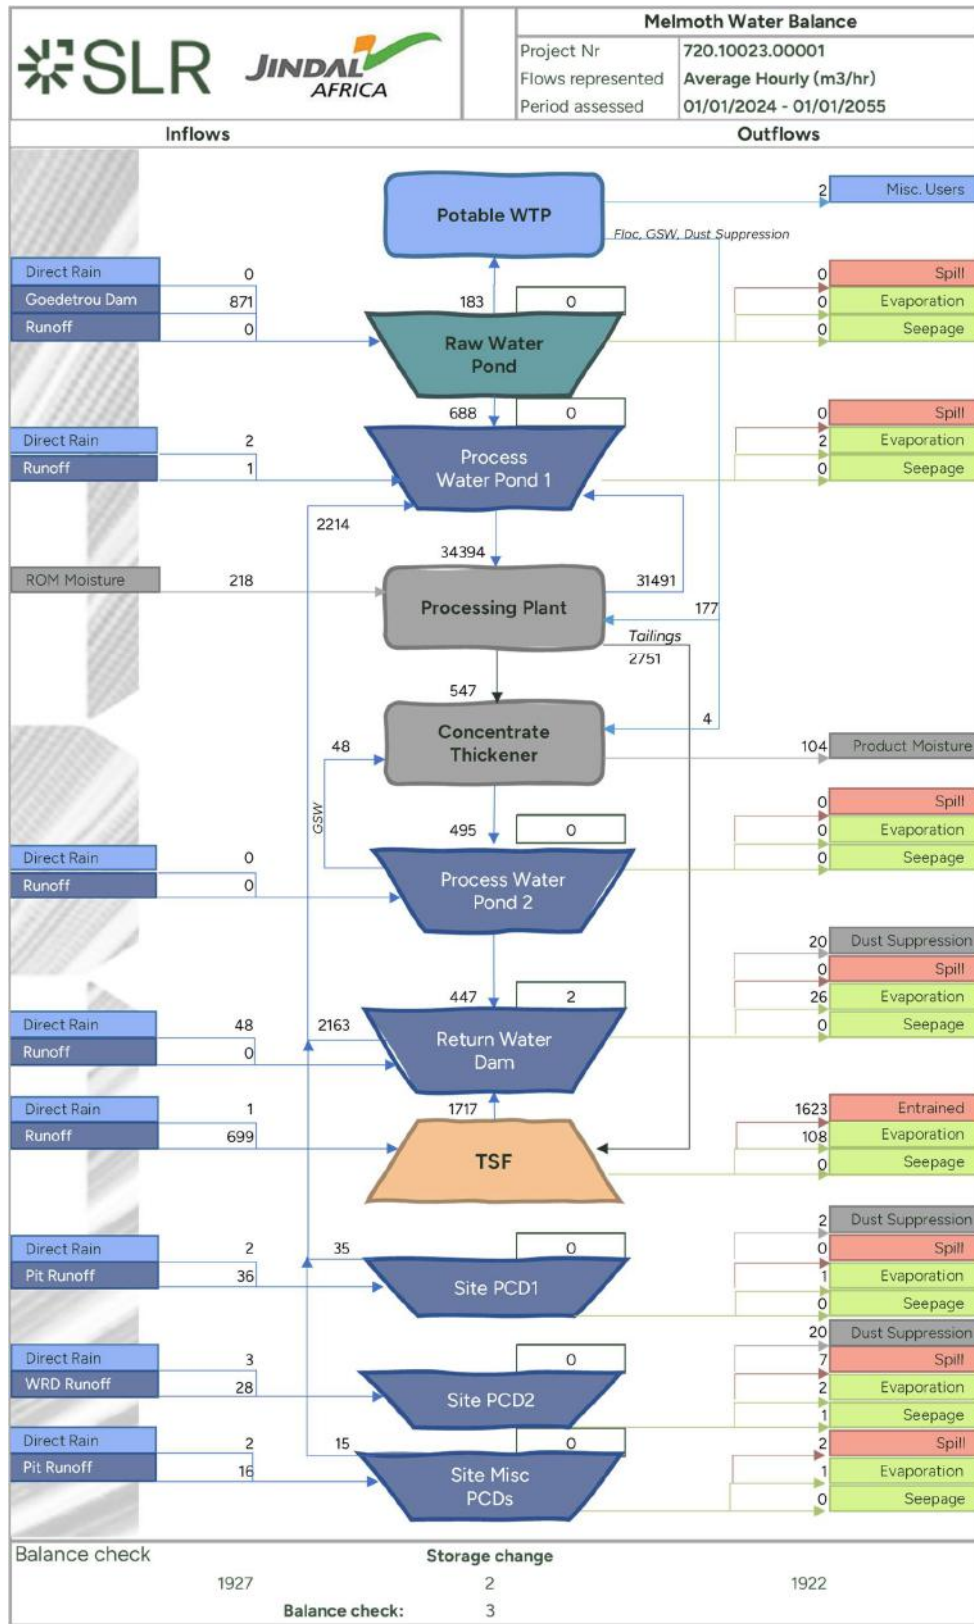 SLR
JINDAL
AFRICA
Melmoth Water Balance
Project Nr 720.10023.00001
Flows represented Average Hourly (m3/hr)
Period assessed 01/01/2024 - 01/01/2055
Inflows Outflows
Potable WTP
2 Misc. Users
Floc, GSW, Dust Suppression
Direct Rain 0
Goedetrou Dam 871
Runoff 0
183 0
Raw Water
Pond
0 Spill
0 Evaporation
0 Seepage
688 0
Direct Rain 2
Runoff 1
Process
Water Pond 1
0 Spill
2 Evaporation
0 Seepage
2214
34394
31491
ROM Moisture 218
Processing Plant
177
Tailings
2751
547
4
Concentrate
Thickener
48
104 Product Moisture
GSW
495 0
Direct Rain 0
Runoff 0
Process Water
Pond 2
0 Spill
0 Evaporation
0 Seepage
447 2
2163
Direct Rain 48
Runoff 0
Return Water
Dam
20 Dust Suppression
0 Spill
26 Evaporation
0 Seepage
1717
Direct Rain 1
Runoff 699
TSF
1623 Entrained
108 Evaporation
0 Seepage
Direct Rain 2
Pit Runoff 36
35 0
Site PCD1
2 Dust Suppression
0 Spill
1 Evaporation
0 Seepage
Direct Rain 3
WRD Runoff 28
0
Site PCD2
20 Dust Suppression
7 Spill
2 Evaporation
1 Seepage
Direct Rain 2
Pit Runoff 16
15 0
Site Misc
PCDs
2 Spill
1 Evaporation
0 Seepage
Balance check Storage change
1927 2 1922
Balance check: 3